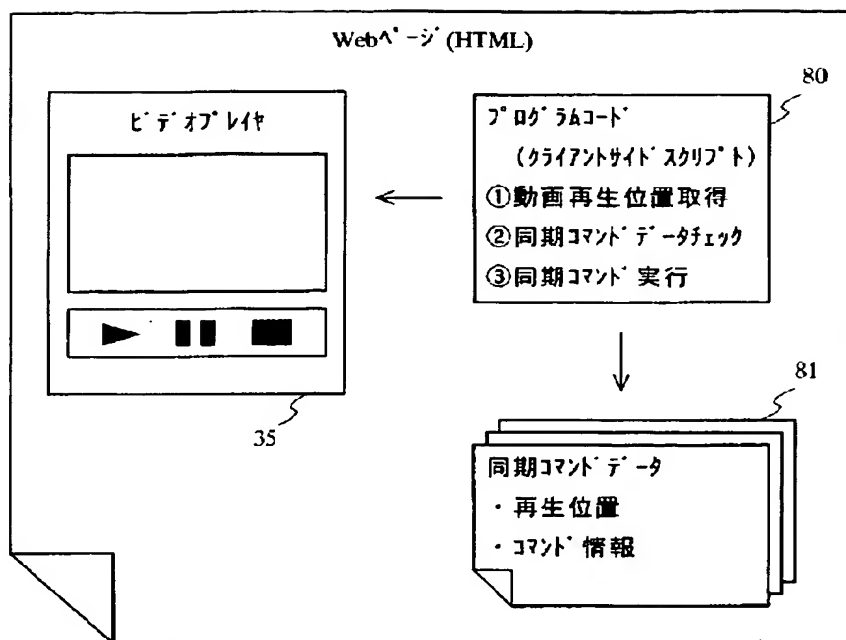 Webﾍﾟｰｼﾞ(HTML)
ﾋﾞﾃﾞｵﾌﾟﾚｲﾔ
35
80
ﾌﾟﾛｸﾞﾗﾑｺｰﾄﾞ
(ｸﾗｲｱﾝﾄｻｲﾄﾞｽｸﾘﾌﾟﾄ)
①動画再生位置取得
②同期ｺﾏﾝﾄﾞﾃﾞｰﾀﾁｪｯｸ
③同期ｺﾏﾝﾄﾞ実行
81
同期ｺﾏﾝﾄﾞﾃﾞｰﾀ
・再生位置
・ｺﾏﾝﾄﾞ情報